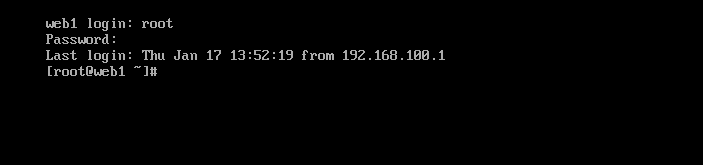 web1 login: root
Password:
Last login: Thu Jan 17 13:52:19 from 192.168.100.1
[root@web1 ~]#